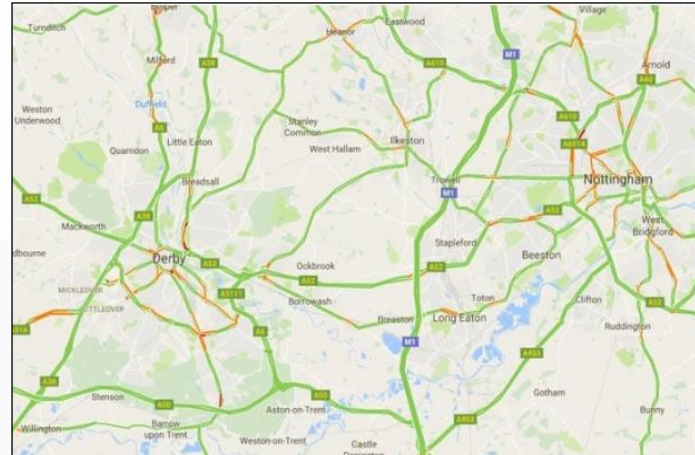 Turnditch
Belper
Heanor
Eastwood
Village
Milford
A38
A610
M1
Arnold
A60
Weston
Underwood
Duffield
A6
Little Eaton
Stanley
Common
West Hallam
Ilkeston
A610
A6514
Quarndon
Breadsall
Trowell
M1
Nottingham
A52
Mackworth
A38
A52
West
Bridgford
Derby
A52
Ockbrook
Stapleford
Beeston
MICKLEOVER
LITTLEOVER
A5111
A52
A52
Borrowash
Toton
Clifton
A52
A516
A6
Breaston
Long Eaton
Ruddington
M1
A453
A38
Stenson
A50
A50
Aston-on-Trent
Gotham
Willington
Barrow
upon Trent
Weston-on-Trent
Castle
A453
Bunny